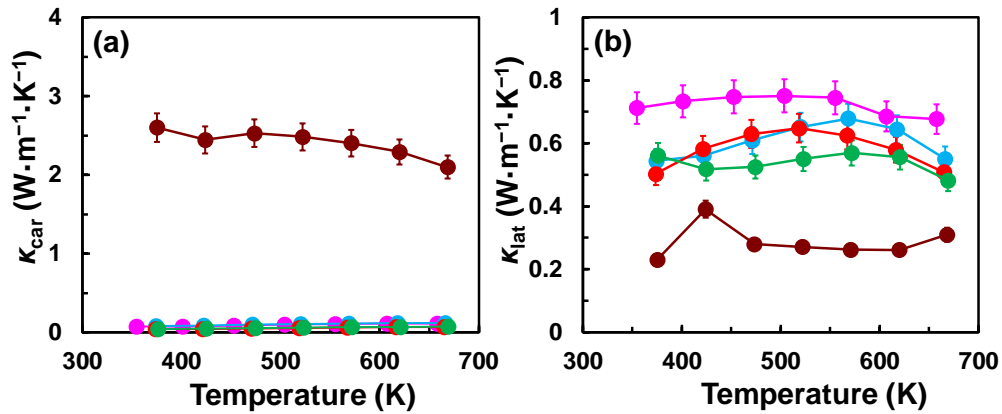 (a)
κcar (W·m−1·K−1)
4
3
2
1
0
300 400 500 600 700
Temperature (K)
(b)
κlat (W·m−1·K−1)
1
0.8
0.6
0.4
0.2
0
300 400 500 600 700
Temperature (K)